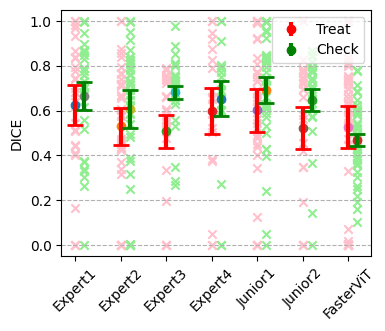 1.0
0.8
0.6
0.4
0.2
0.0
DICE
Treat
Check
Expert1
Expert2
Expert3
Expert4
Junior1
Junior2
FasterViT